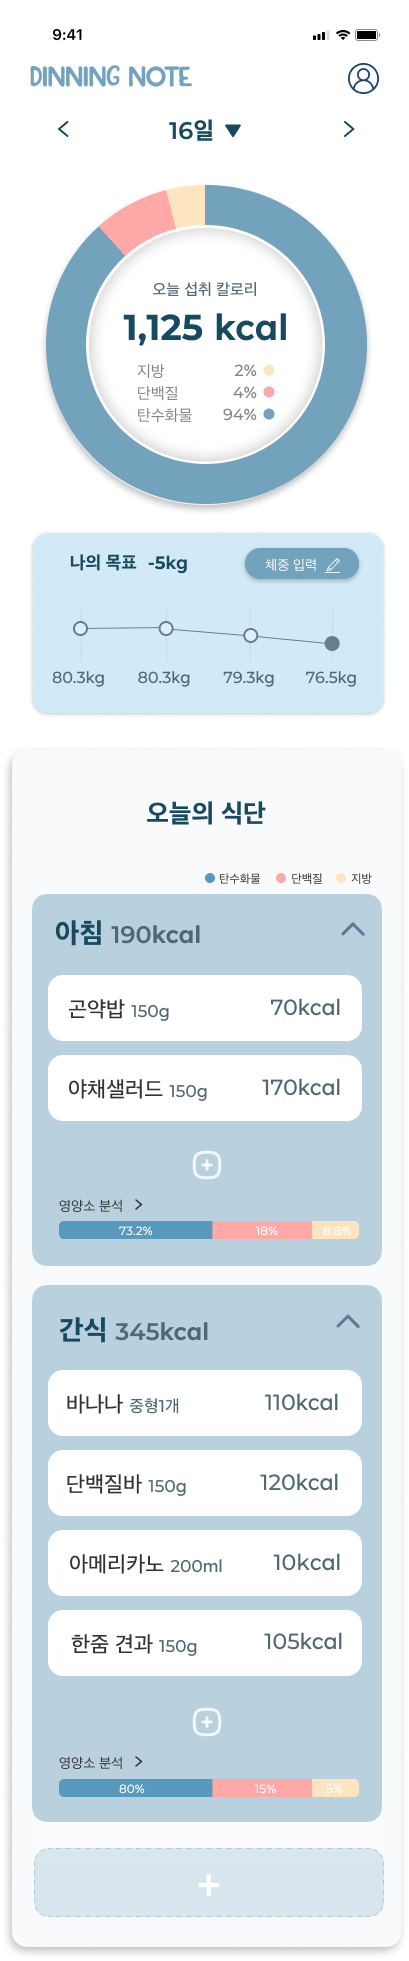 9:41
DINNING NOTE
16일
오늘 섭취 칼로리
1,125 kcal
지방 2%
단백질 4%
탄수화물 94%
나의 목표 -5kg
체중 입력
80.3kg 80.3kg 79.3kg 76.5kg
오늘의 식단
탄수화물 단백질 지방
아침 190kcal
곤약밥 150g 70kcal
야채샐러드 150g 170kcal
영양소 분석 >
73.2% 18% 8.8%
간식 345kcal
바나나 중형1개 110kcal
단백질바 150g 120kcal
아메리카노 200ml 10kcal
한줌 견과 150g 105kcal
영양소 분석 >
80% 15% 5%